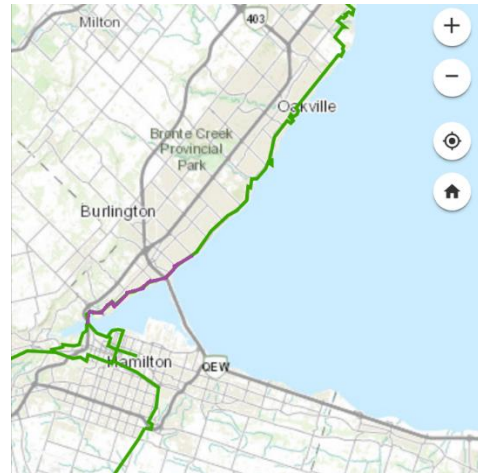 403
Milton
+
−
Oakville
Bronte Creek
Provincial
Park
Burlington
Hamilton
QEW